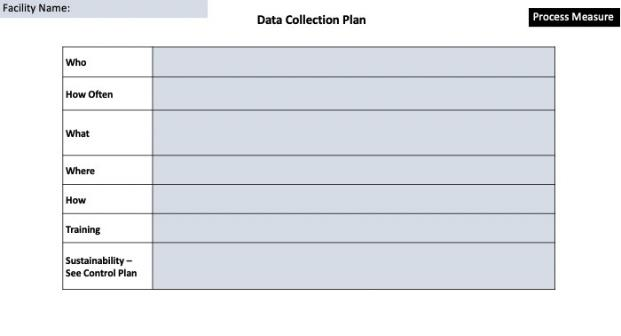 Facility Name:
Data Collection Plan
Process Measure
Who
How Often
What
Where
How
Training
Sustainability –
See Control Plan